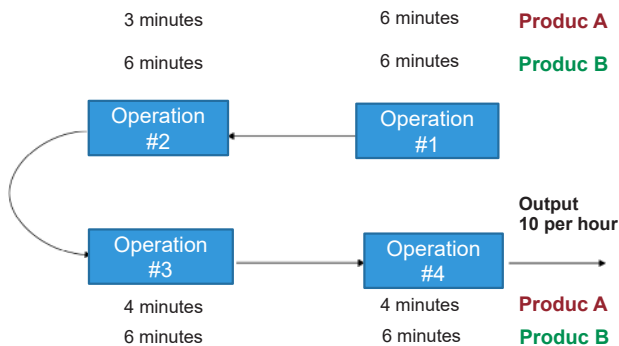 3 minutes 6 minutes Produc A
6 minutes 6 minutes Produc B
Operation
#2
Operation
#1
Output
10 per hour
Operation
#3
Operation
#4
4 minutes 4 minutes Produc A
6 minutes 6 minutes Produc B